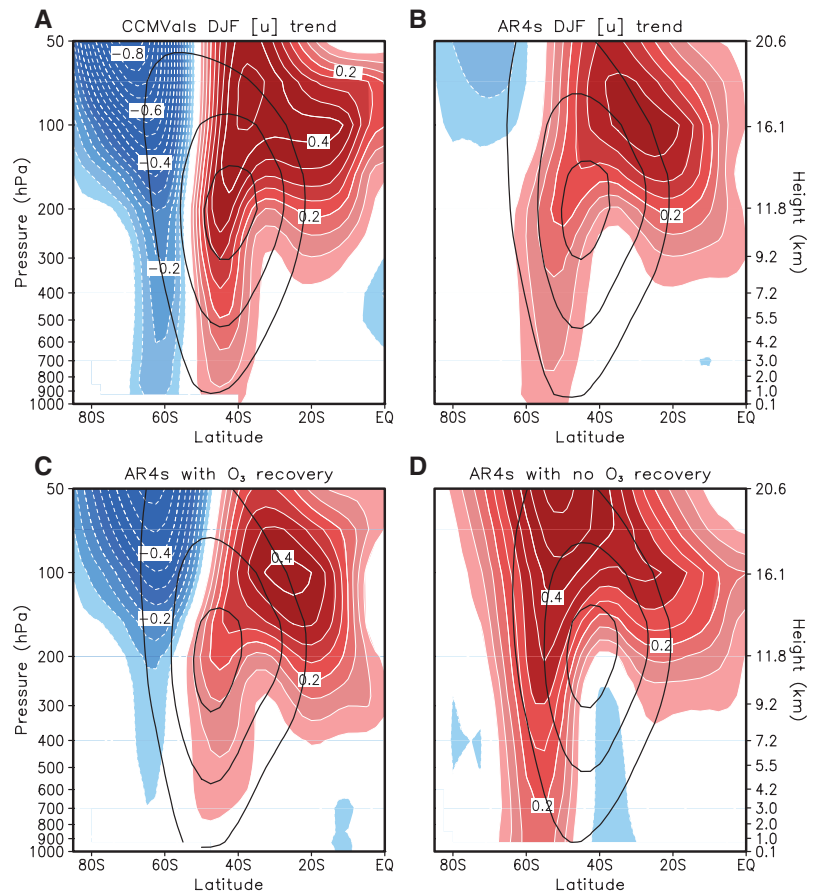 A
CCMVals DJF [u] trend
50
100
200
300
400
500
600
700
800
900
1000
Pressure (hPa)
-0.8
-0.6
-0.4
-0.2
0.2
0.4
0.2
80S 60S 40S 20S EQ
Latitude
B
AR4s DJF [u] trend
20.6
16.1
11.8
9.2
7.2
5.5
4.2
3.0
2.0
1.0
0.1
Height (km)
0.2
80S 60S 40S 20S EQ
Latitude
C
AR4s with O₃ recovery
50
100
200
300
400
500
600
700
800
900
1000
Pressure (hPa)
-0.4
-0.2
0.4
0.2
80S 60S 40S 20S EQ
Latitude
D
AR4s with no O₃ recovery
20.6
16.1
11.8
9.2
7.2
5.5
4.2
3.0
2.0
1.0
0.1
Height (km)
0.4
0.2
0.2
80S 60S 40S 20S EQ
Latitude